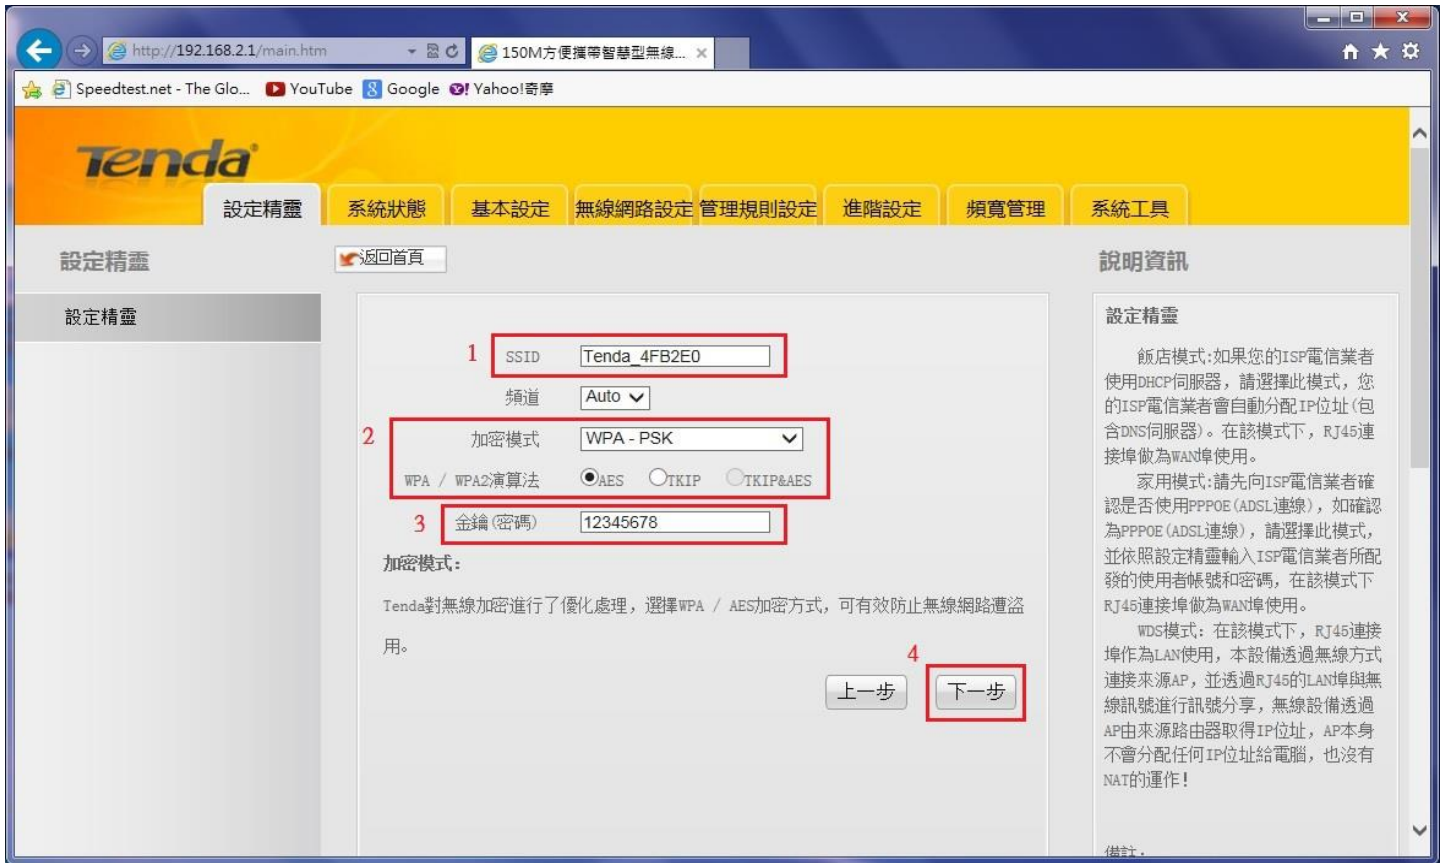 http://192.168.2.1/main.htm
150M方便攜帶智慧型無線...
Speedtest.net - The Glo... YouTube Google Yahoo!奇摩
Tenda
設定精靈 系統狀態 基本設定 無線網路設定 管理規則設定 進階設定 頻寬管理 系統工具
設定精靈
設定精靈
返回首頁
1 SSID Tenda_4FB2E0
頻道 Auto
2 加密模式 WPA - PSK
WPA / WPA2演算法 AES TKIP TKIP&AES
3 金鑰(密碼) 12345678
加密模式:
Tenda對無線加密進行了優化處理，選擇WPA / AES加密方式，可有效防止無線網路遭盜
用。
4
上一步 下一步
說明資訊
設定精靈
飯店模式:如果您的ISP電信業者
使用DHCP伺服器，請選擇此模式，您
的ISP電信業者會自動分配IP位址(包
含DNS伺服器)。在該模式下，RJ45連
接埠做為WAN埠使用。
家用模式:請先向ISP電信業者確
認是否使用PPPOE(ADSL連線)，如確認
為PPPOE(ADSL連線)，請選擇此模式，
並依照設定精靈輸入ISP電信業者所配
發的使用者帳號和密碼，在該模式下
RJ45連接埠做為WAN埠使用。
WDS模式: 在該模式下，RJ45連接
埠作為LAN使用，本設備透過無線方式
連接來源AP，並透過RJ45的LAN埠與無
線訊號進行訊號分享，無線設備透過
AP由來源路由器取得IP位址，AP本身
不會分配任何IP位址給電腦，也沒有
NAT的運作!
備註: